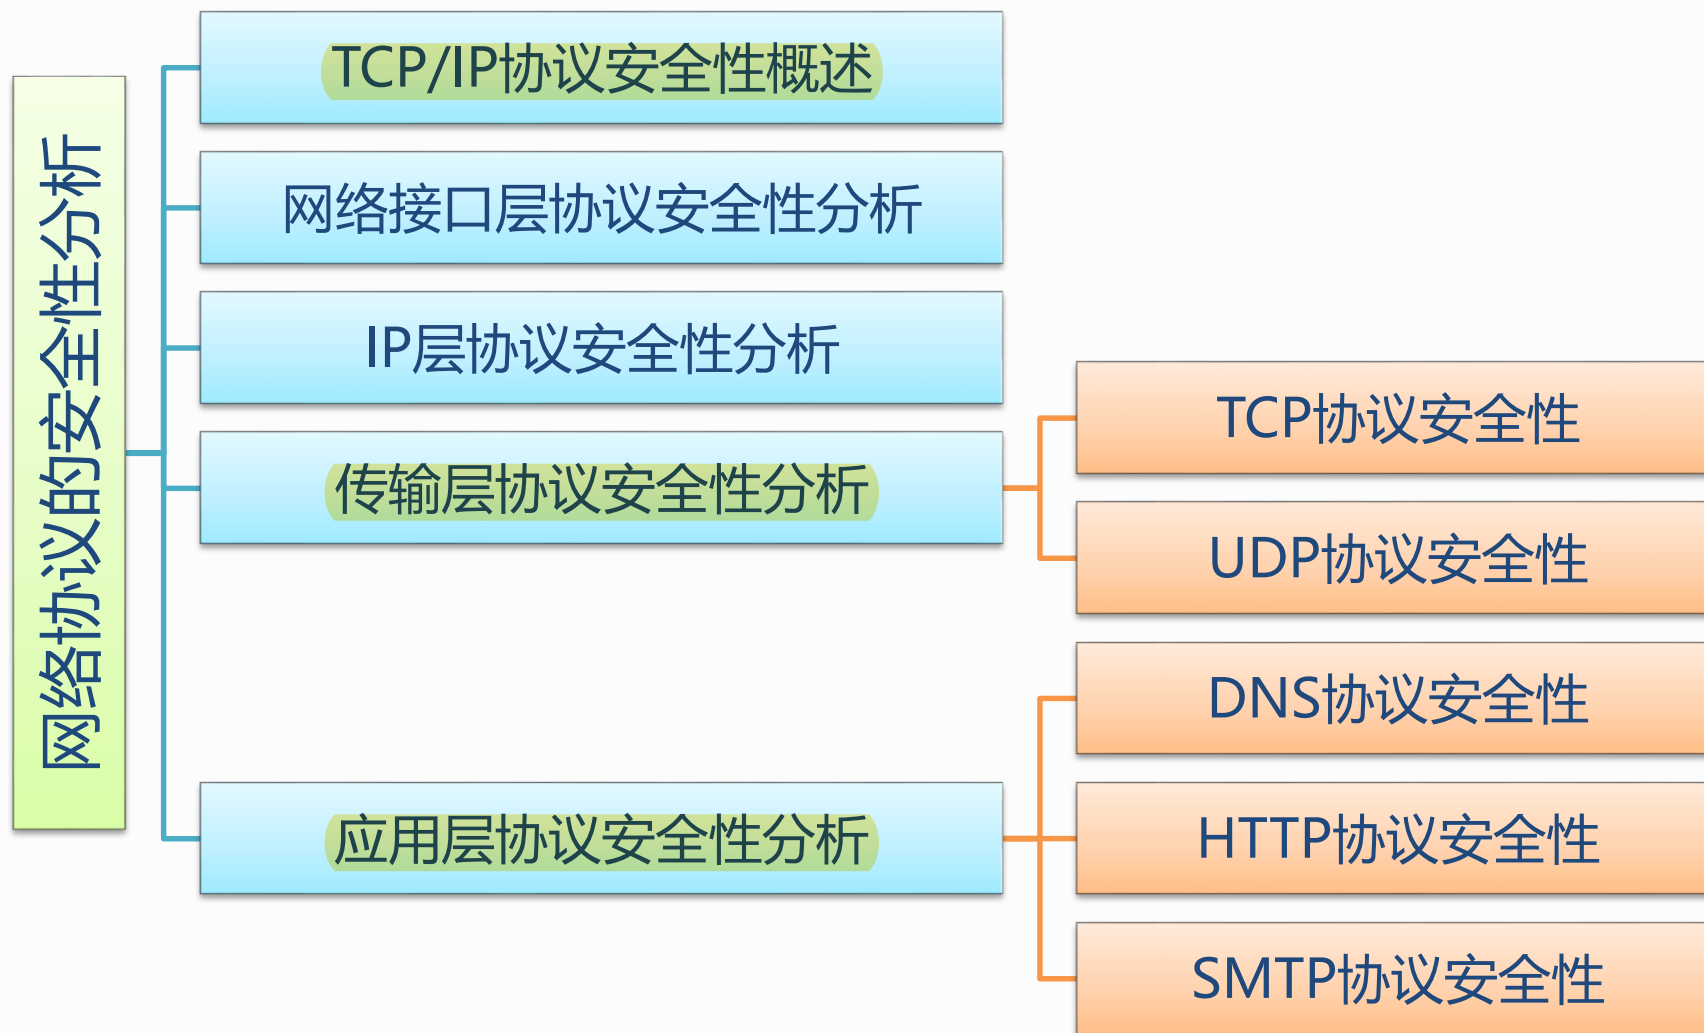 网络协议的安全性分析
TCP/IP协议安全性概述
网络接口层协议安全性分析
IP层协议安全性分析
传输层协议安全性分析
TCP协议安全性
UDP协议安全性
应用层协议安全性分析
DNS协议安全性
HTTP协议安全性
SMTP协议安全性